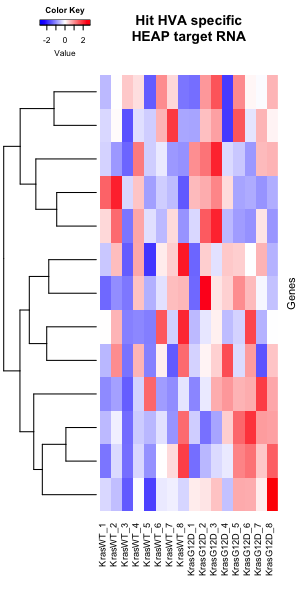 Color Key
-2 0 2
Value
Hit HVA specific
HEAP target RNA
Genes
KrasWT_1
KrasWT_2
KrasWT_3
KrasWT_4
KrasWT_5
KrasWT_6
KrasWT_7
KrasWT_8
KrasG12D_1
KrasG12D_2
KrasG12D_3
KrasG12D_4
KrasG12D_5
KrasG12D_6
KrasG12D_7
KrasG12D_8